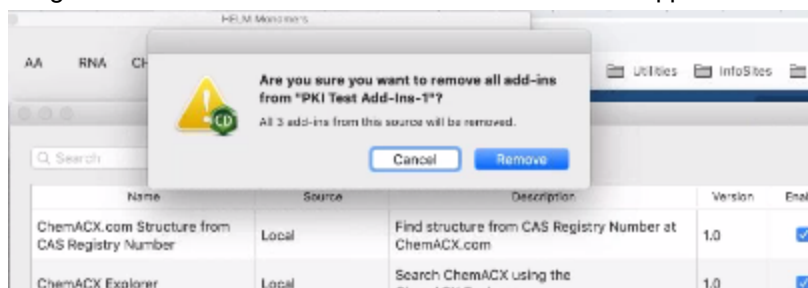 HELM Monomers
AA RNA
Utilities InfoSites
Are you sure you want to remove all add-ins
from "PKI Test Add-Ins-1"?
All 3 add-ins from this source will be removed.
Cancel Remove
Search
Name Source Description Version
ChemACX.com Structure from
CAS Registry Number
Local
Find structure from CAS Registry Number at
ChemACX.com
1.0
ChemACX Explorer
Local
Search ChemACX using the
1.0